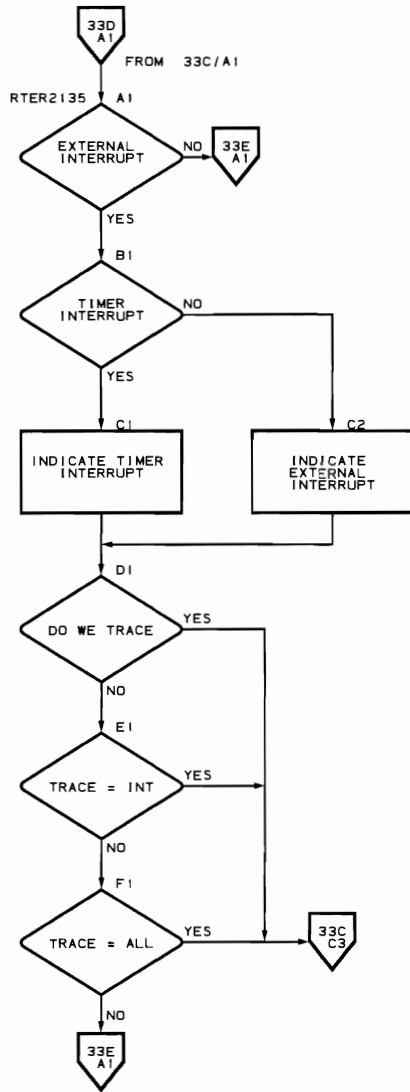 33D
A1
FROM 33C/A1
RTER2135 A1
EXTERNAL
INTERRUPT
NO
33E
A1
YES
B1
TIMER
INTERRUPT
NO
YES
C1
INDICATE TIMER
INTERRUPT
C2
INDICATE
EXTERNAL
INTERRUPT
D1
DO WE TRACE
YES
NO
E1
TRACE = INT
YES
NO
F1
TRACE = ALL
YES
33C
C3
NO
33E
A1